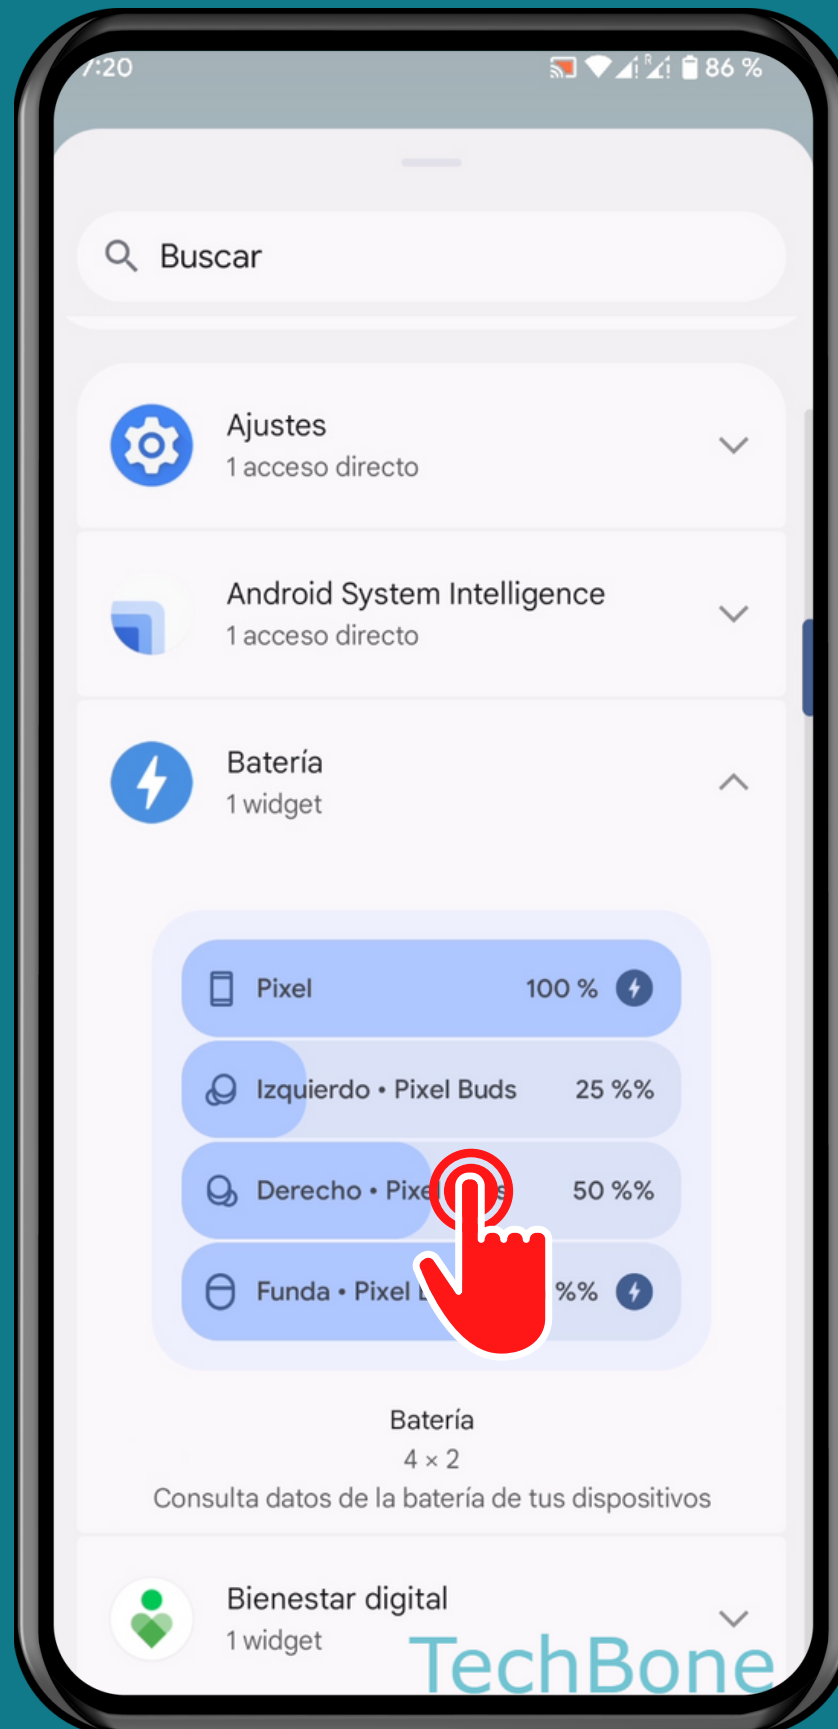 7:20 86 %
Buscar
Ajustes
1 acceso directo
Android System Intelligence
1 acceso directo
Batería
1 widget
Pixel 100 %
Izquierdo • Pixel Buds 25 %%
Derecho • 50 %%
Funda • Pixel %%
Batería
4 × 2
Consulta datos de la batería de tus dispositivos
Bienestar digital
1 widget
TechBone